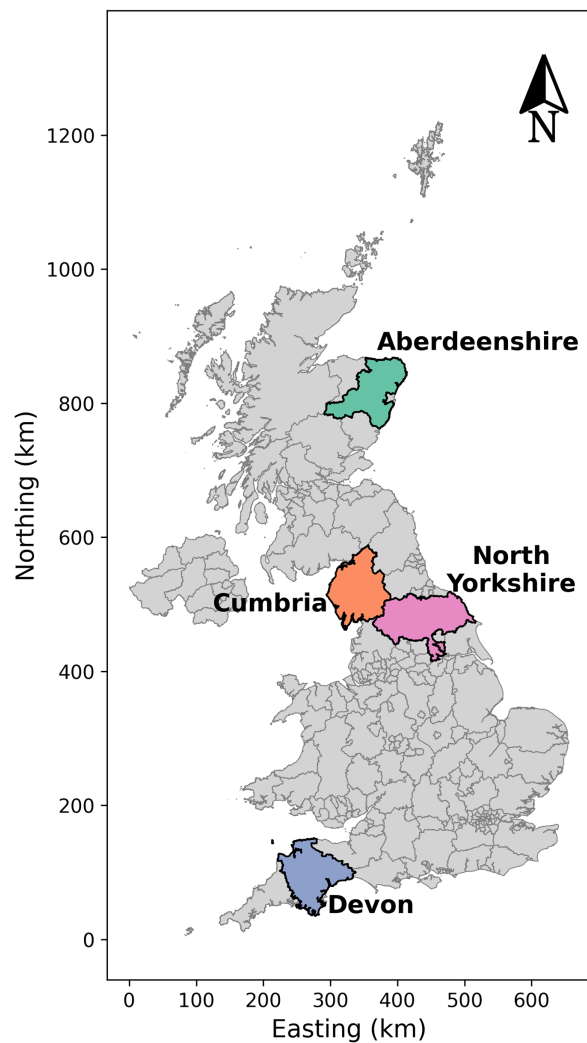 N
1200
1000
Aberdeenshire
800
Northing (km)
600
North
Yorkshire
Cumbria
400
200
Devon
0
0 100 200 300 400 500 600
Easting (km)